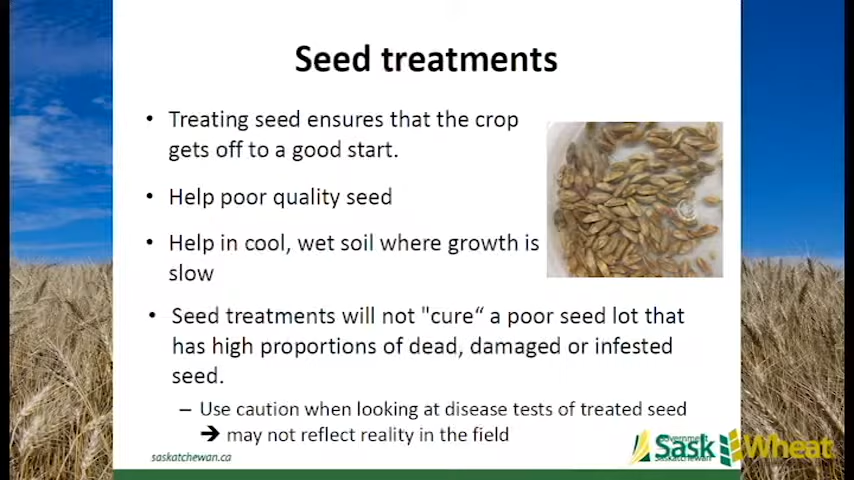 Seed treatments
• Treating seed ensures that the crop
gets off to a good start.
• Help poor quality seed
• Help in cool, wet soil where growth is
slow
• Seed treatments will not "cure“ a poor seed lot that
has high proportions of dead, damaged or infested
seed.
– Use caution when looking at disease tests of treated seed
➔ may not reflect reality in the field
saskatchewan.ca
Government
Saskatchewan
SaskWheat